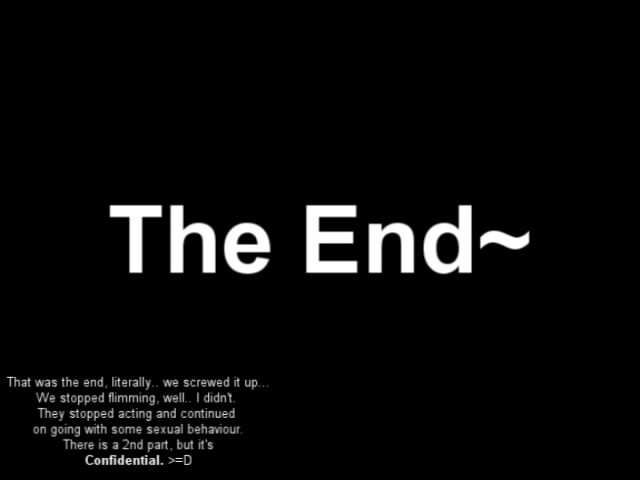 The End~
That was the end, literally.. we screwed it up...
We stopped flimming, well.. I didn't.
They stopped acting and continued
on going with some sexual behaviour.
There is a 2nd part, but it's
Confidential. >=D